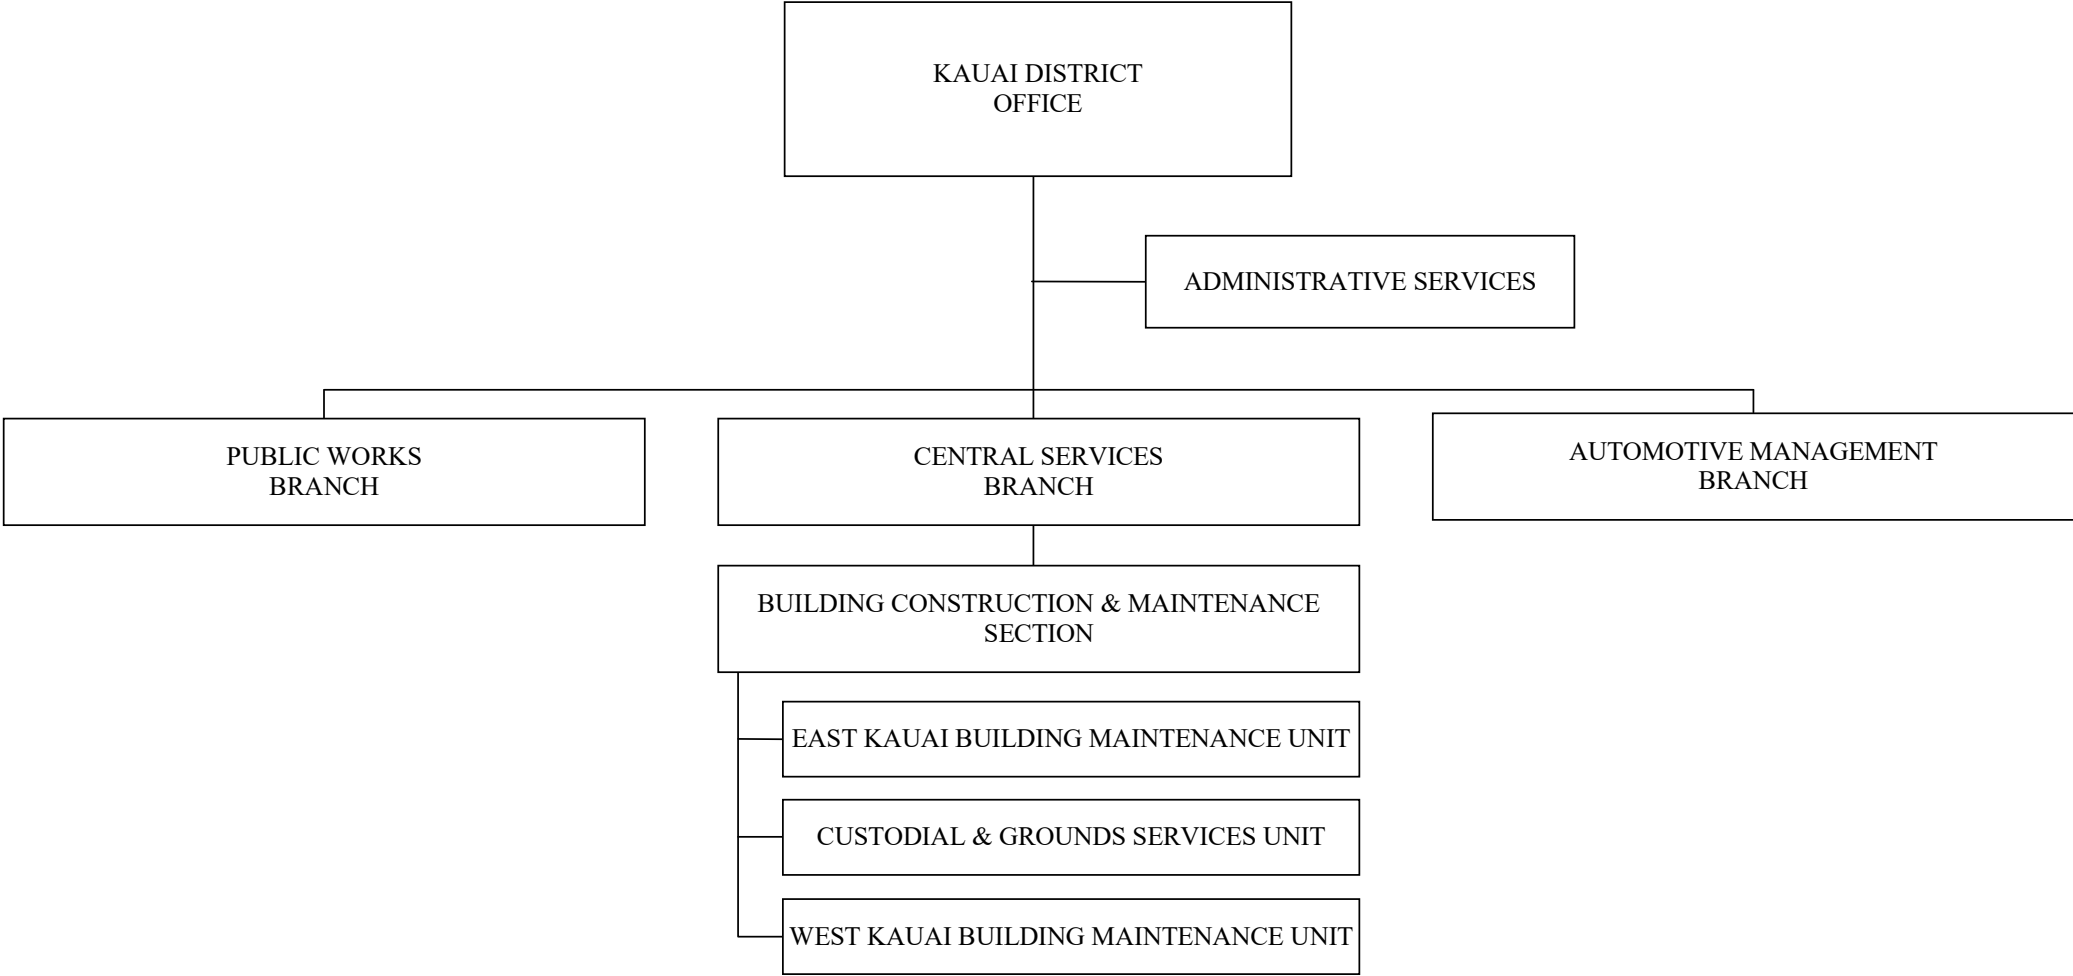 KAUAI DISTRICT
OFFICE
ADMINISTRATIVE SERVICES
PUBLIC WORKS
BRANCH
CENTRAL SERVICES
BRANCH
AUTOMOTIVE MANAGEMENT
BRANCH
BUILDING CONSTRUCTION & MAINTENANCE
SECTION
EAST KAUAI BUILDING MAINTENANCE UNIT
CUSTODIAL & GROUNDS SERVICES UNIT
WEST KAUAI BUILDING MAINTENANCE UNIT